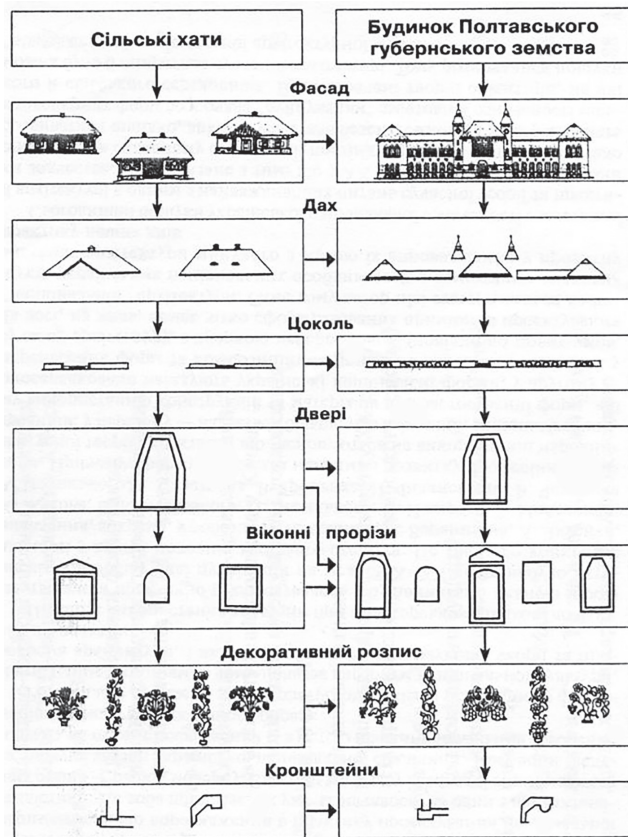 Сільські хати
Будинок Полтавського
губернського земства
Фасад
Дах
Цоколь
Двері
Віконні прорізи
Декоративний розпис
Кронштейни